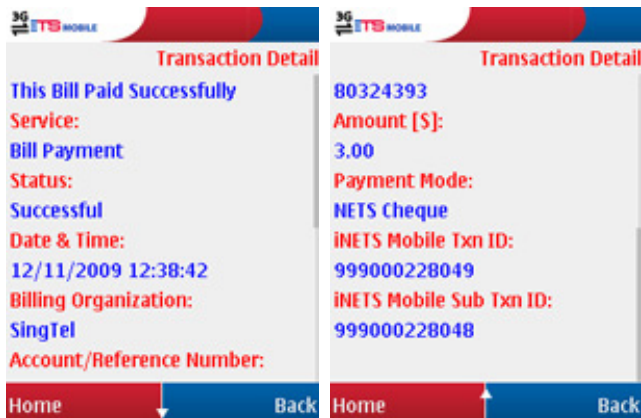 3G
iNETS MOBILE
Transaction Detail
This Bill Paid Successfully
Service:
Bill Payment
Status:
Successful
Date & Time:
12/11/2009 12:38:42
Billing Organization:
SingTel
Account/Reference Number:
Home
Back
3G
iNETS MOBILE
Transaction Detail
80324393
Amount [$]:
3.00
Payment Mode:
NETS Cheque
iNETS Mobile Txn ID:
999000228049
iNETS Mobile Sub Txn ID:
999000228048
Home
Back